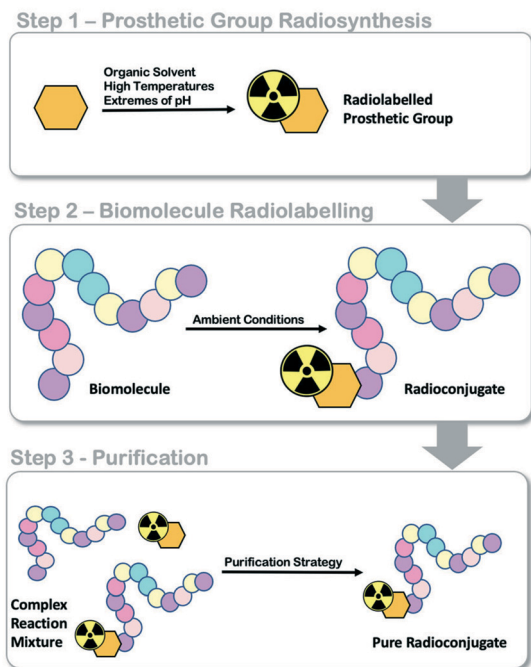 Step 1 – Prosthetic Group Radiosynthesis
Organic Solvent
High Temperatures
Extremes of pH
Radiolabelled
Prosthetic Group
Step 2 – Biomolecule Radiolabelling
Ambient Conditions
Biomolecule
Radioconjugate
Step 3 - Purification
Purification Strategy
Complex
Reaction
Mixture
Pure Radioconjugate